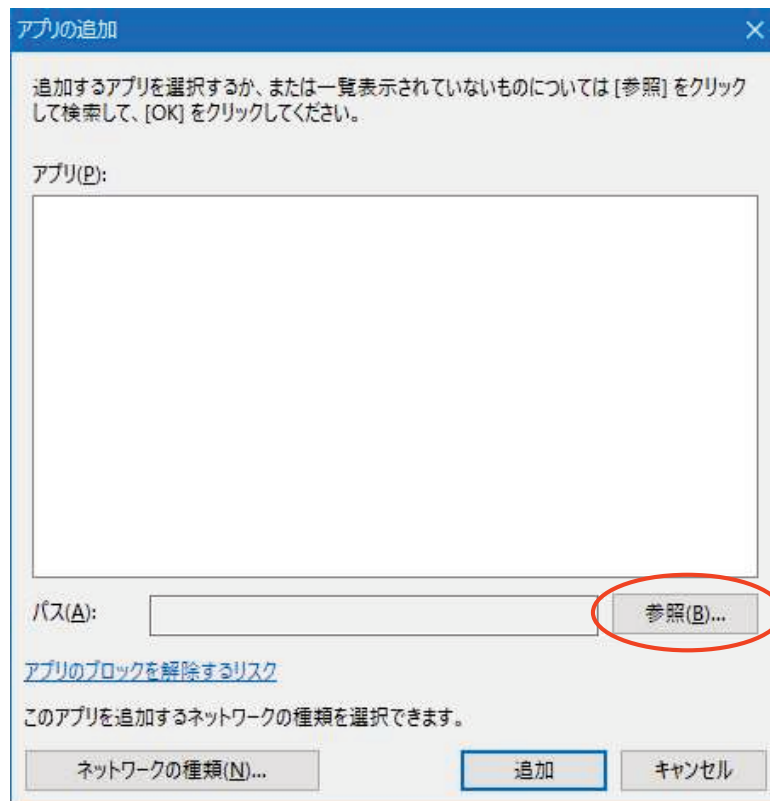 アプリの追加
追加するアプリを選択するか、または一覧表示されていないものについては [参照] をクリック
して検索して、[OK] をクリックしてください。
アプリ(P):
パス(A):
参照(B)...
アプリのブロックを解除するリスク
このアプリを追加するネットワークの種類を選択できます。
ネットワークの種類(N)...
追加
キャンセル